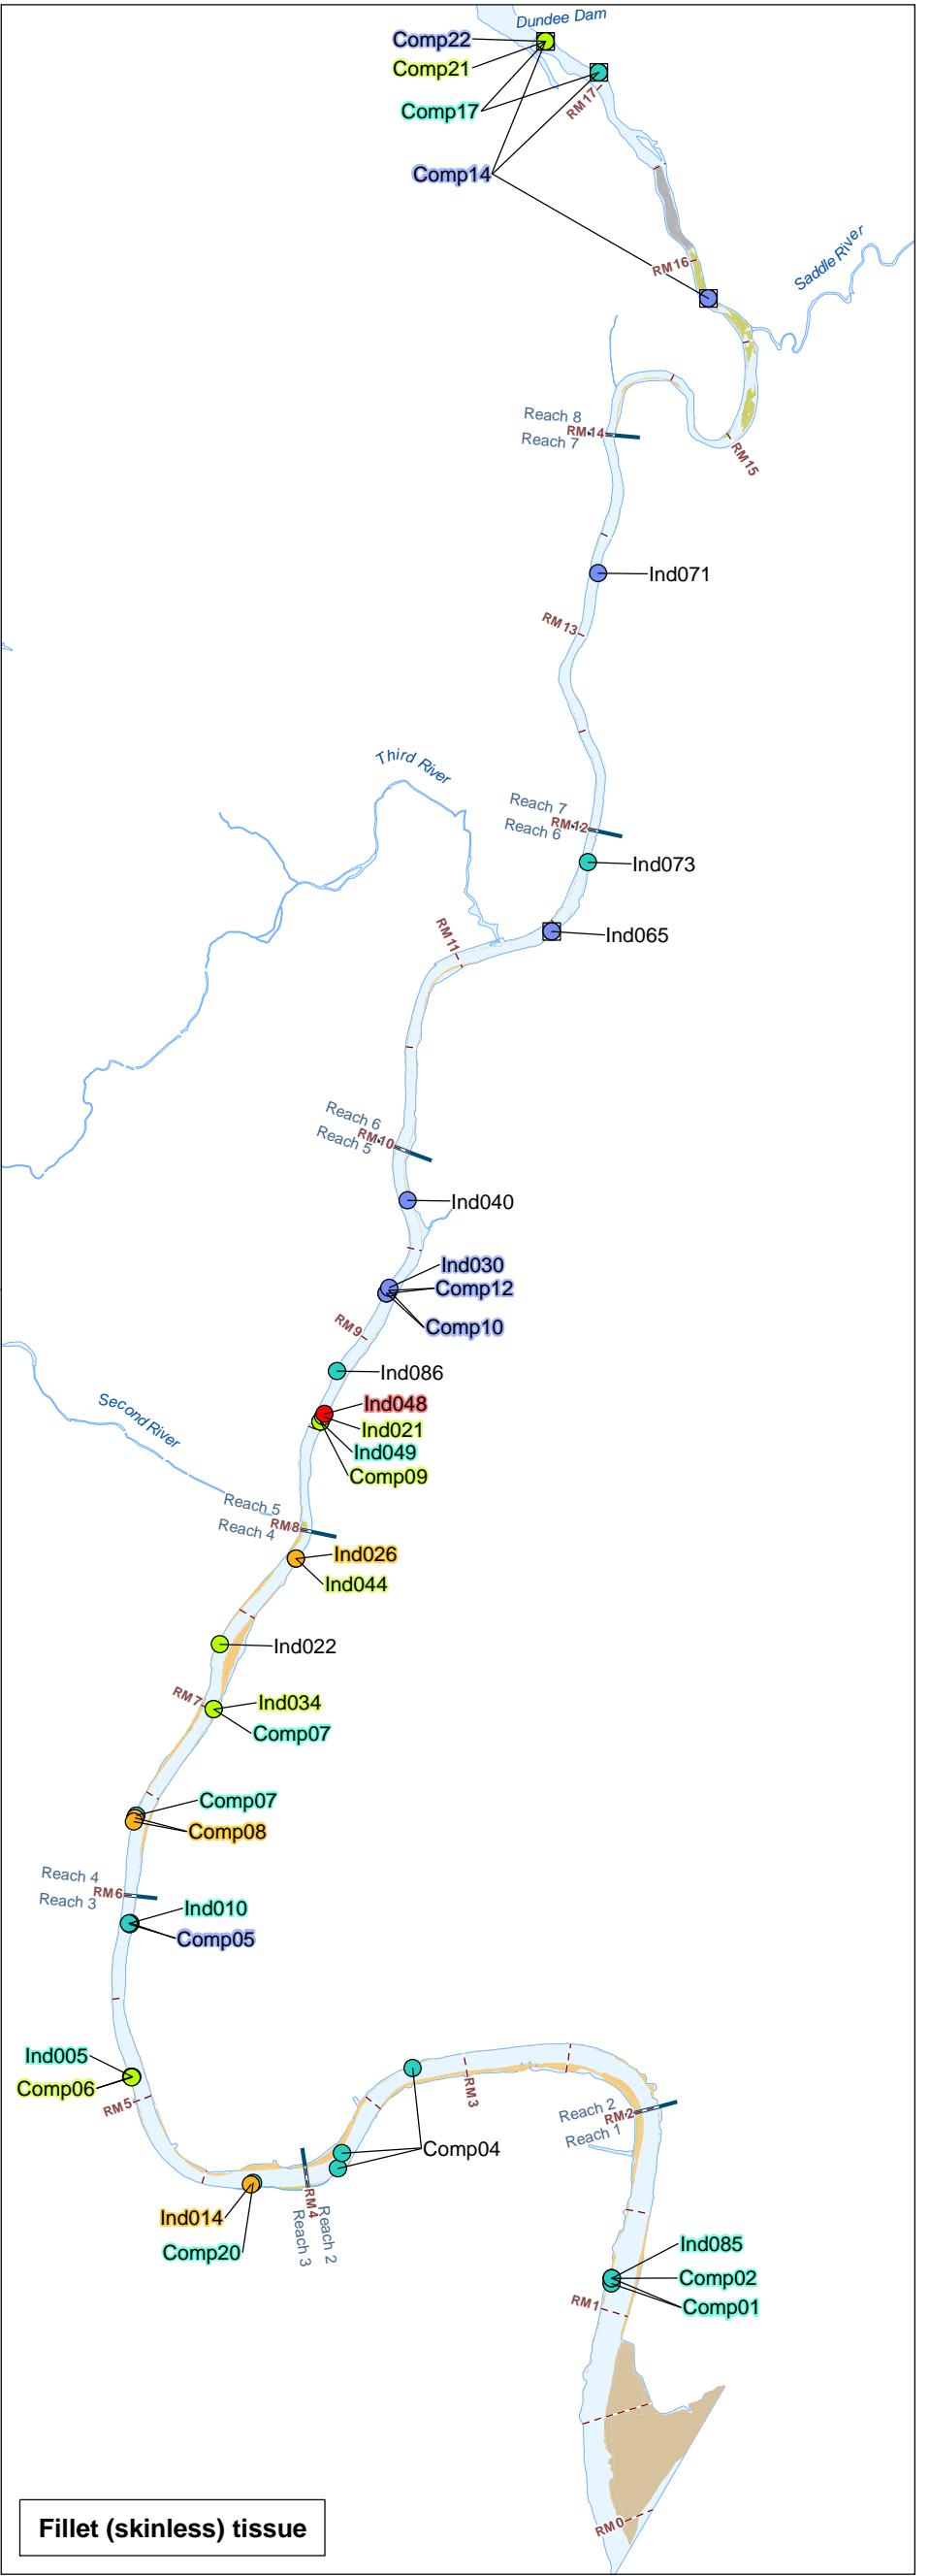 Dundee Dam
Comp22
Comp21
RM17
Comp17
Comp14
Saddle River
RM16
Reach 8
RM14
Reach 7
RM15
Ind071
RM13
Third River
Reach 7
RM12
Reach 6
Ind073
Ind065
RM11
Reach 6
RM10
Reach 5
Ind040
Ind030
Comp12
Comp10
RM9
Ind086
Ind048
Second River
Ind021
Ind049
Comp09
Reach 5
RM8
Reach 4
Ind026
Ind044
Ind022
RM7
Ind034
Comp07
Comp07
Comp08
Reach 4
RM6
Reach 3
Ind010
Comp05
Ind005
Comp06
RM5
RM3
Reach 2
RM2
Reach 1
Comp04
RM4
Reach 2
Reach 3
Ind014
Comp20
Ind085
Comp02
Comp01
RM1
Fillet (skinless) tissue
RM0